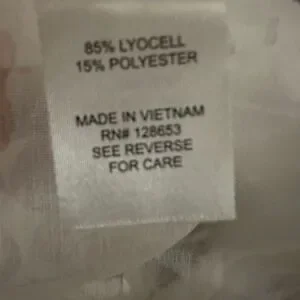 85% LYOCELL
15% POLYESTER
MADE IN VIETNAM
RN# 128653
SEE REVERSE
FOR CARE